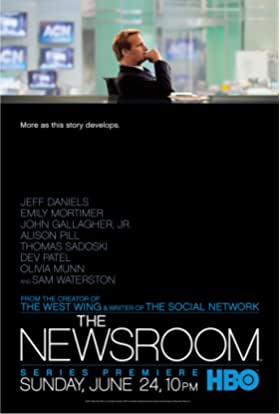 ACN
ACN
More as this story develops.
JEFF DANIELS
EMILY MORTIMER
JOHN GALLAGHER, JR.
ALISON PILL
THOMAS SADOSKI
DEV PATEL
OLIVIA MUNN
AND SAM WATERSTON
FROM THE CREATOR OF
THE WEST WING & WRITER OF THE SOCIAL NETWORK
THE
NEWSROOM
SERIES PREMIERE
SUNDAY, JUNE 24, 10PM HBO